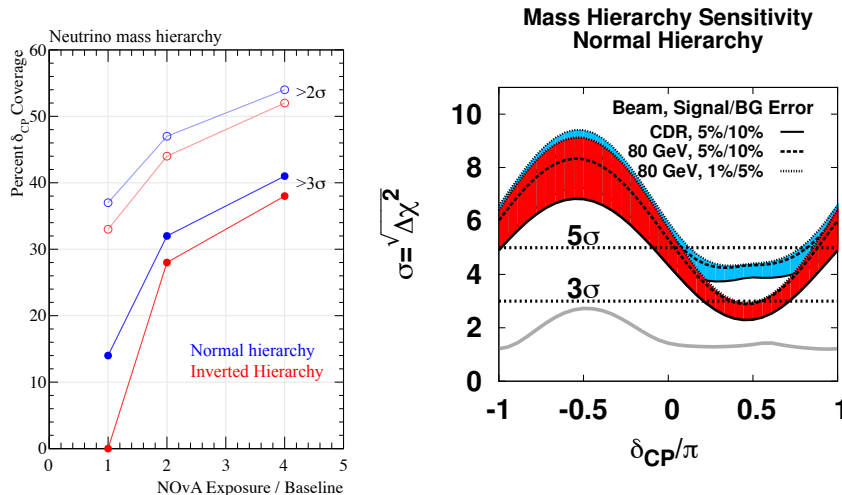 Neutrino mass hierarchy
Percent δCP Coverage
60
50
40
30
20
10
0
>2σ
>3σ
Normal hierarchy
Inverted Hierarchy
0 1 2 3 4 5
NOvA Exposure / Baseline
Mass Hierarchy Sensitivity
Normal Hierarchy
σ=√Δχ²
10
8
6
4
2
0
Beam, Signal/BG Error
CDR, 5%/10%
80 GeV, 5%/10%
80 GeV, 1%/5%
5σ
3σ
-1 -0.5 0 0.5 1
δCP/π